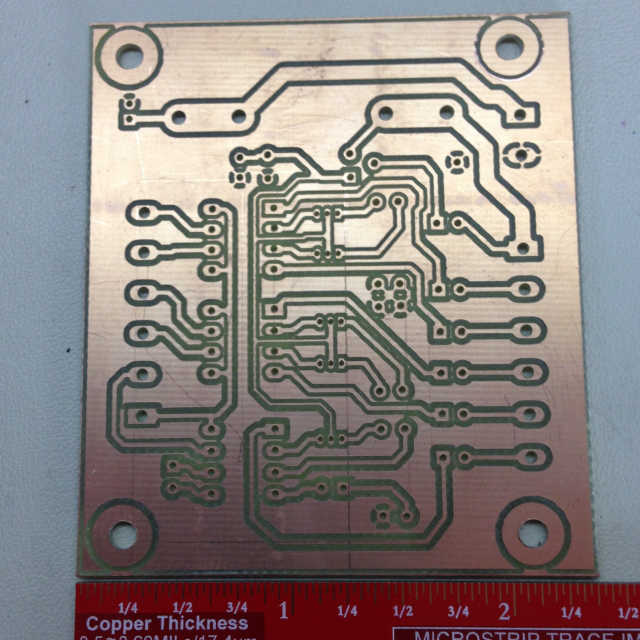 1/4 1/2 3/4 1 1/4 1/2 3/4 2 1/4 1/2
Copper Thickness
MICROSTRIP TRACE